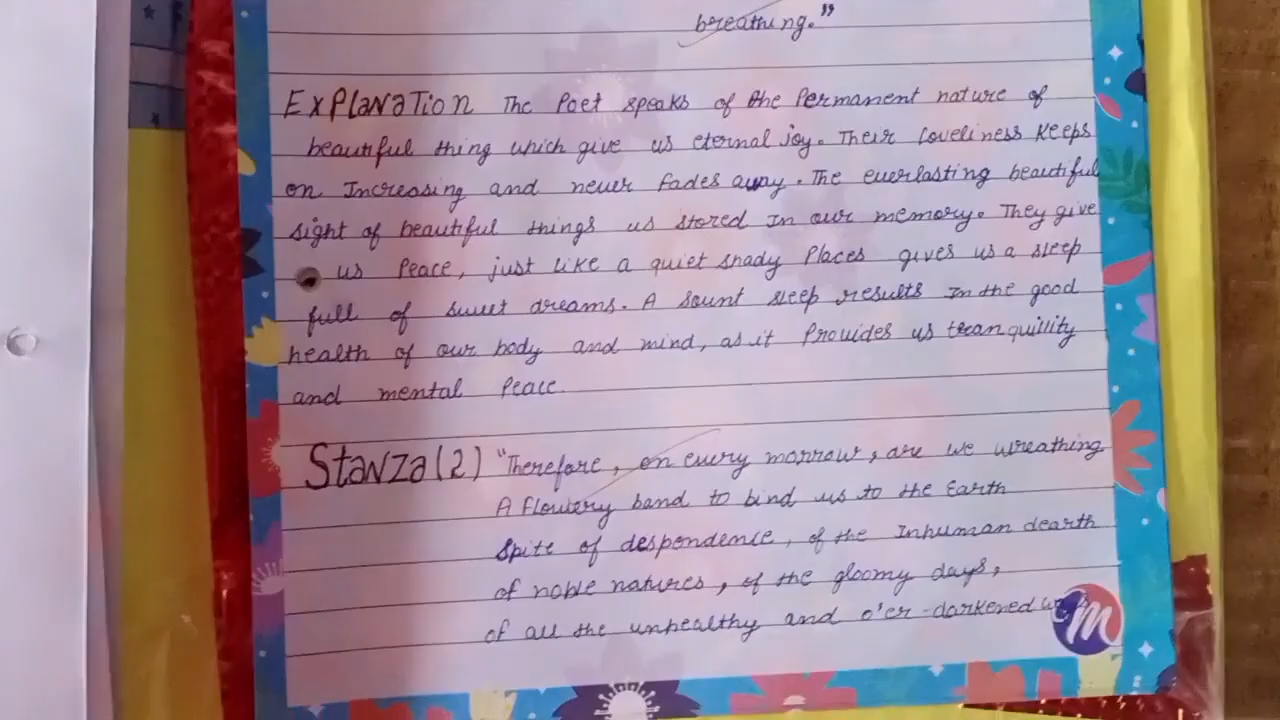 breathing."
ExPlanaTion The Poet speaks of the Permanent nature of
beautiful thing which give us eternal joy. Their Loveliness Keeps
on Increasing and never fades away. The everlasting beautiful
sight of beautiful things us stored In our memory. They give
us Peace, just like a quiet shady Places gives us a sleep
full of sweet dreams. A sount sleep results In the good
health of our body and mind, as it Provides us tranquillity
and mental Peace.
Stanza (2) "Therefore, on every morrow, are we wreathing
A flowery band to bind us to the Earth
Spite of despondence, of the Inhuman dearth
of noble natures, of the gloomy days,
of all the unhealthy and o'er-darkened
m